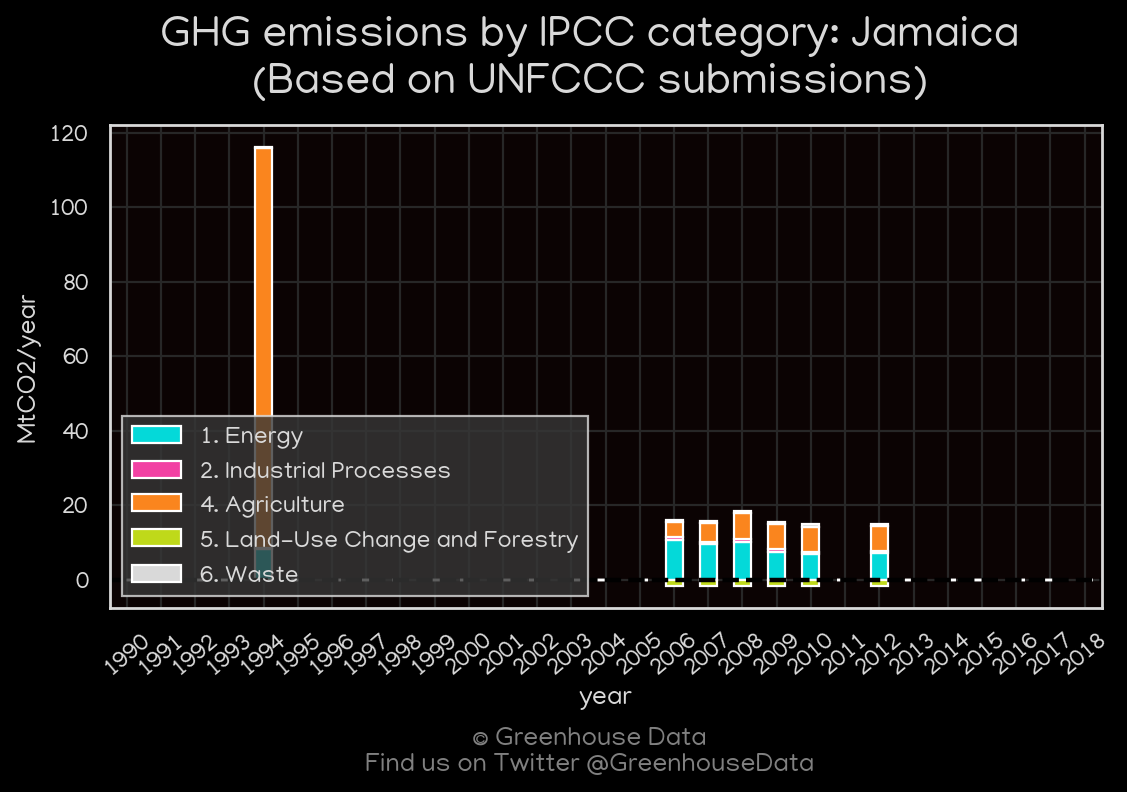 GHG emissions by IPCC category: Jamaica
(Based on UNFCCC submissions)
120
100
80
60
40
20
0
MtCO2/year
1. Energy
2. Industrial Processes
4. Agriculture
5. Land-Use Change and Forestry
6. Waste
1990 1991 1992 1993 1994 1995 1996 1997 1998 1999 2000 2001 2002 2003 2004 2005 2006 2007 2008 2009 2010 2011 2012 2013 2014 2015 2016 2017 2018
year
© Greenhouse Data
Find us on Twitter @GreenhouseData